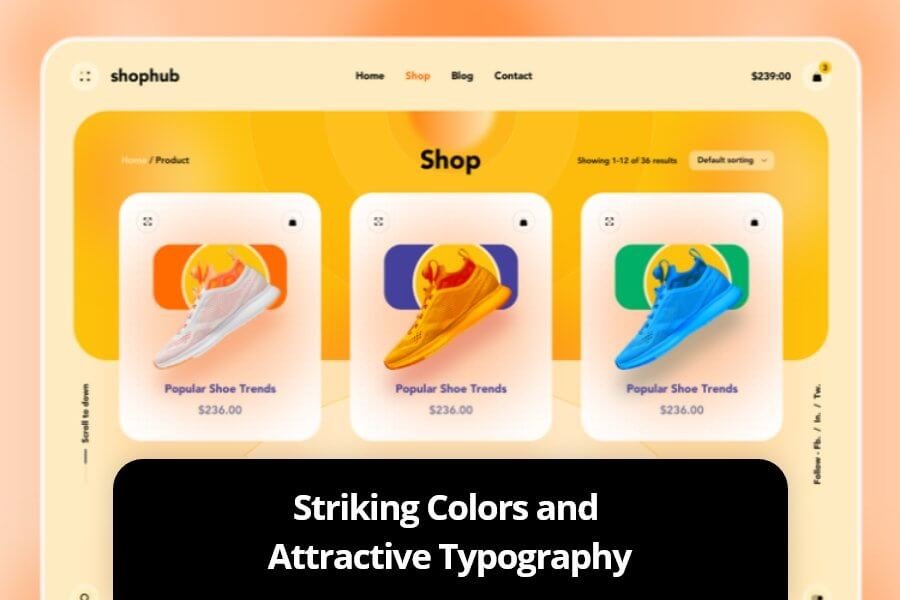 shophub
Home Shop Blog Contact
$239:00
3
Home / Product
Shop
Showing 1-12 of 36 results
Default sorting
Popular Shoe Trends
$236.00
Popular Shoe Trends
$236.00
Popular Shoe Trends
$236.00
Scroll to down
Follow - Fb. / In. / Tw.
Striking Colors and
Attractive Typography